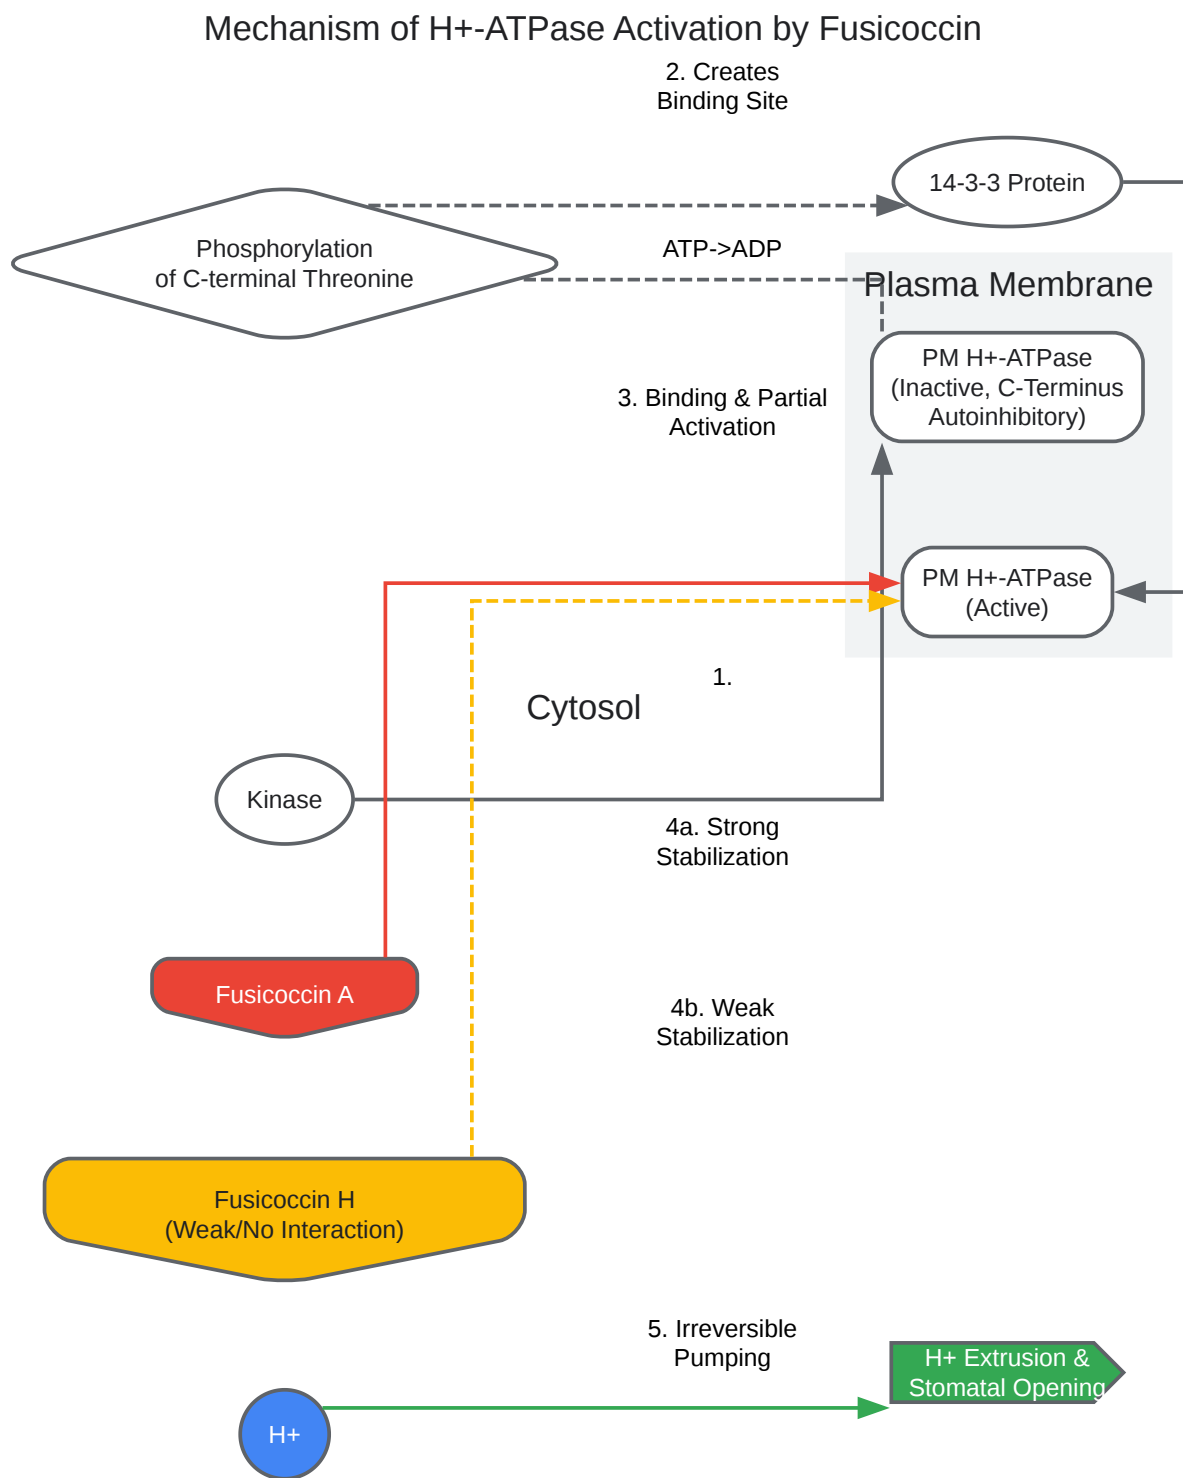 Mechanism of H+-ATPase Activation by Fusicoccin
2. Creates
Binding Site
14-3-3 Protein
Phosphorylation
of C-terminal Threonine
ATP->ADP
Plasma Membrane
PM H+-ATPase
(Inactive, C-Terminus
Autoinhibitory)
3. Binding & Partial
Activation
PM H+-ATPase
(Active)
1.
Cytosol
Kinase
4a. Strong
Stabilization
Fusicoccin A
4b. Weak
Stabilization
Fusicoccin H
(Weak/No Interaction)
5. Irreversible
Pumping
H+ Extrusion &
Stomatal Opening
H+